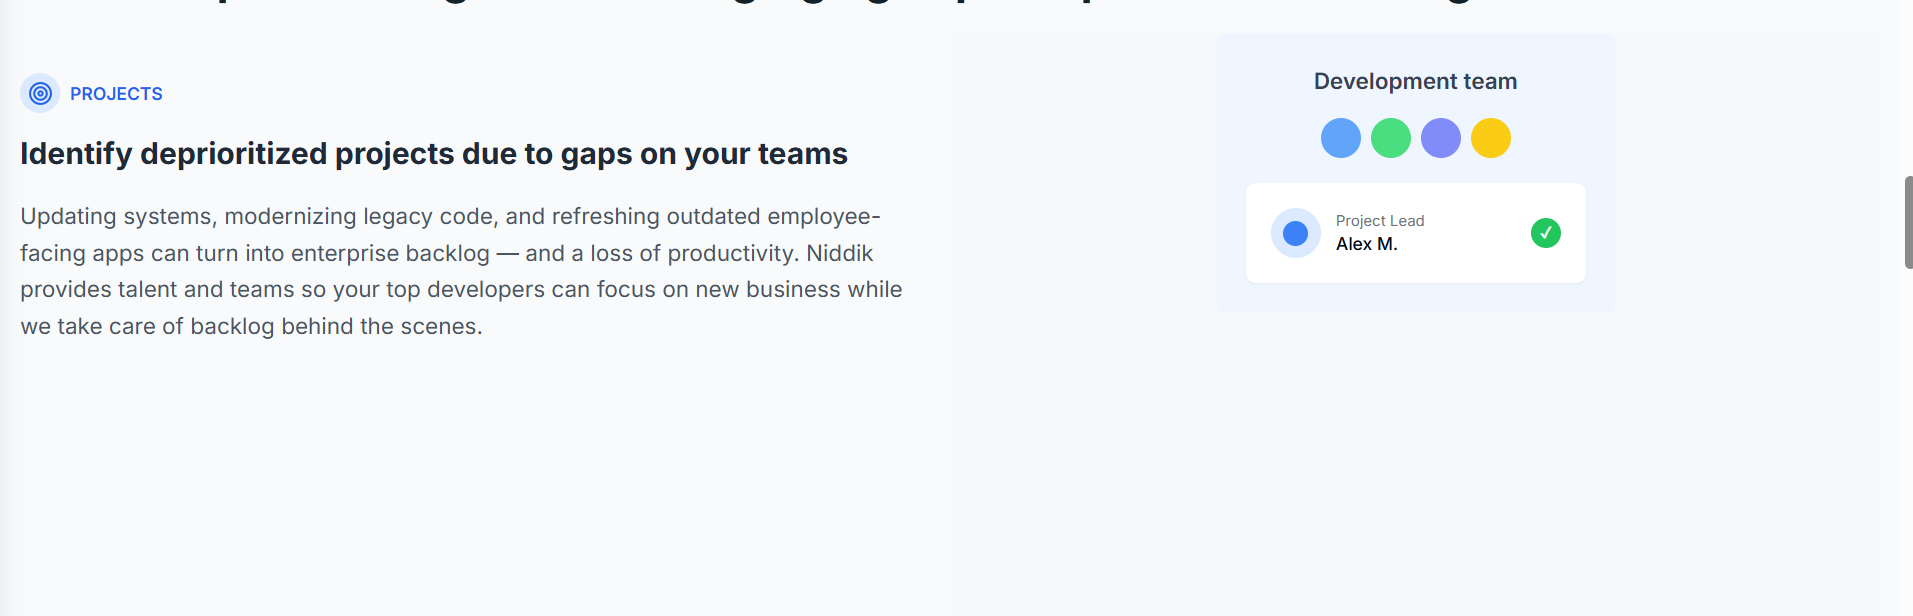 PROJECTS
Identify deprioritized projects due to gaps on your teams
Updating systems, modernizing legacy code, and refreshing outdated employee-
facing apps can turn into enterprise backlog — and a loss of productivity. Niddik
provides talent and teams so your top developers can focus on new business while
we take care of backlog behind the scenes.
Development team
Project Lead
Alex M.